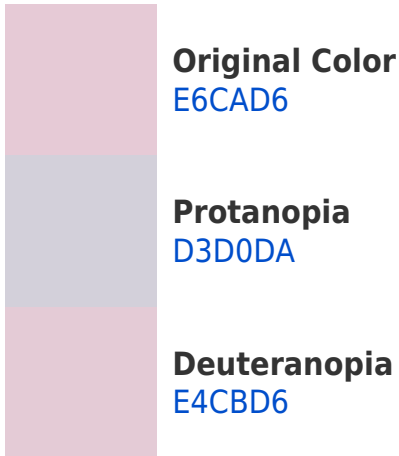 Original Color
E6CAD6
Protanopia
D3D0DA
Deuteranopia
E4CBD6